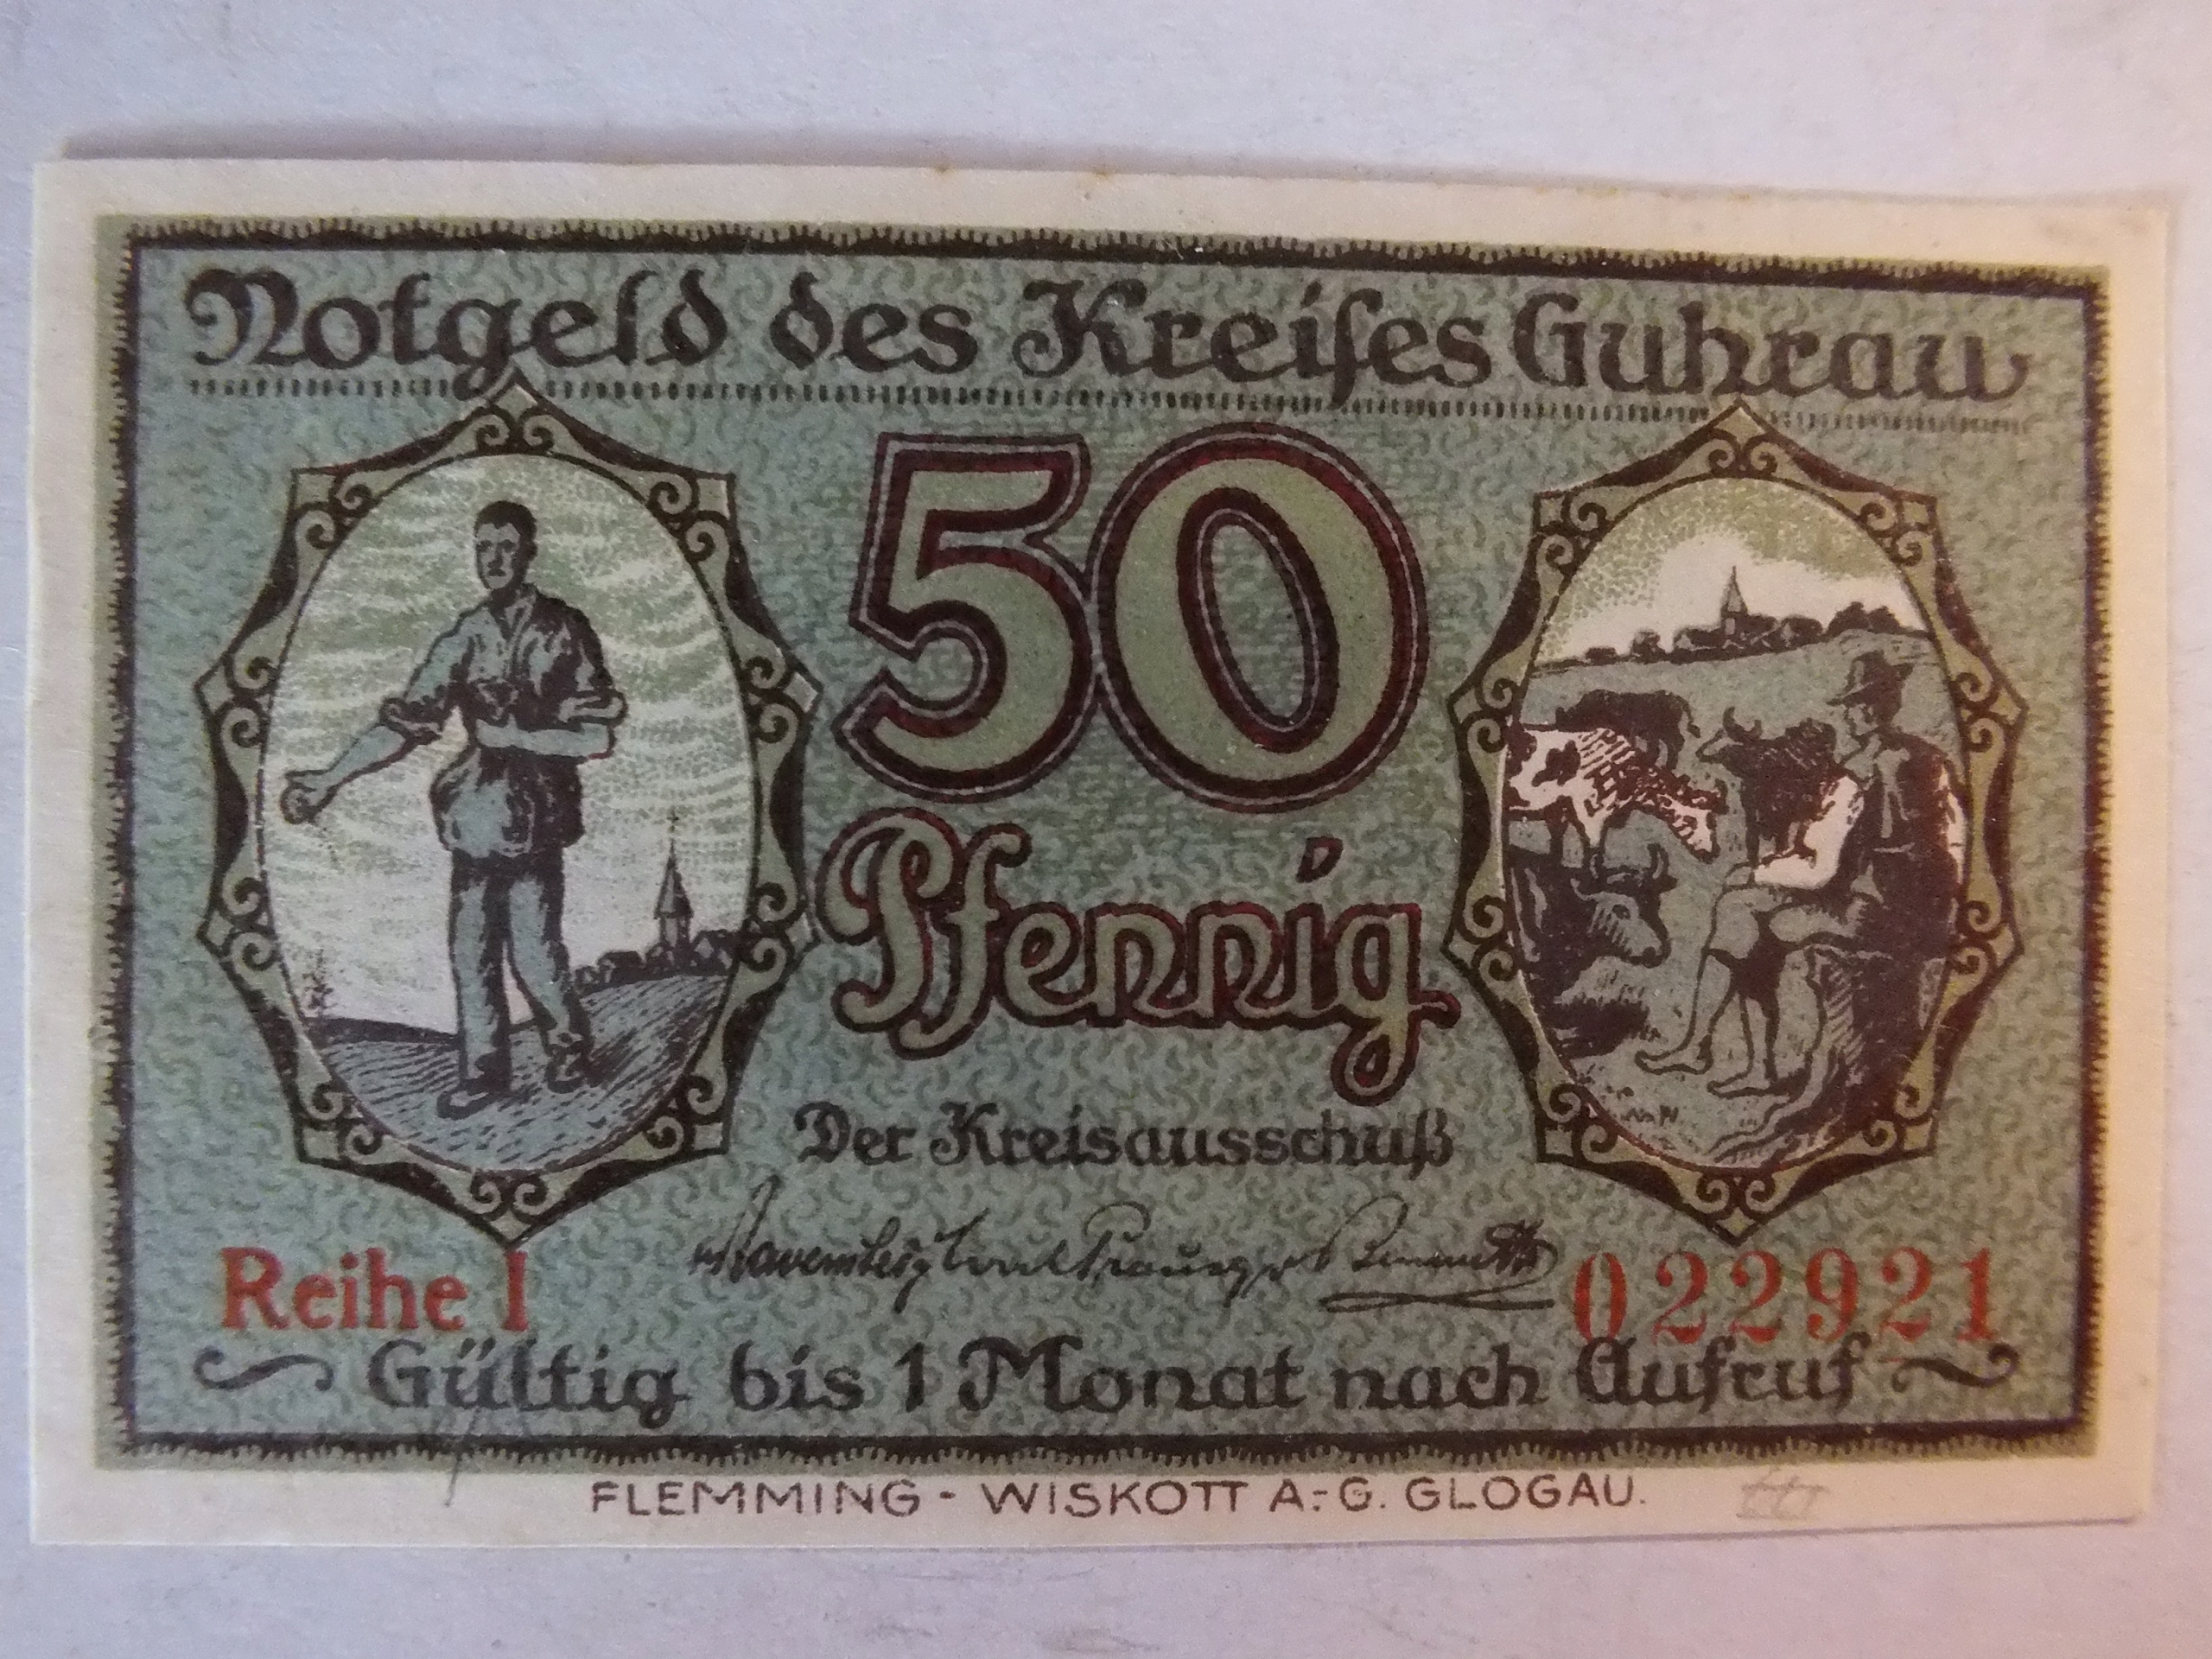 Notgeld des Kreiſes Guhrau
50
Pfennig
Der Kreisausschuß
Reihe I
022921
Gültig bis 1 Monat nach Aufruf
FLEMMING - WISKOTT A.-G. GLOGAU.